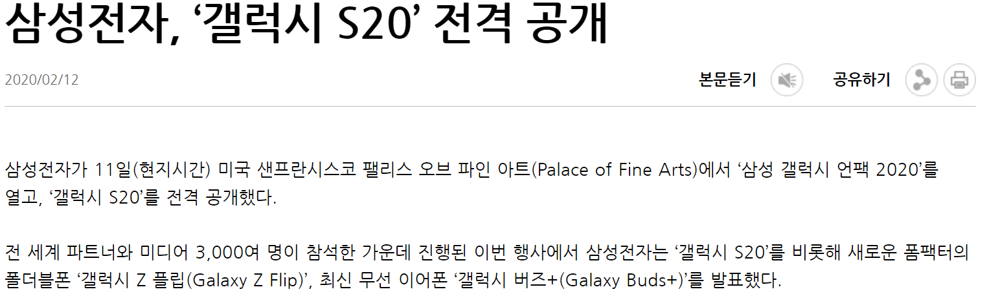 삼성전자, ‘갤럭시 S20’ 전격 공개
2020/02/12
본문듣기
공유하기
삼성전자가 11일(현지시간) 미국 샌프란시스코 팰리스 오브 파인 아트(Palace of Fine Arts)에서 ‘삼성 갤럭시 언팩 2020’를
열고, ‘갤럭시 S20’를 전격 공개했다.
전 세계 파트너와 미디어 3,000여 명이 참석한 가운데 진행된 이번 행사에서 삼성전자는 ‘갤럭시 S20’를 비롯해 새로운 폼팩터의
폴더블폰 ‘갤럭시 Z 플립(Galaxy Z Flip)’, 최신 무선 이어폰 ‘갤럭시 버즈+(Galaxy Buds+)’를 발표했다.